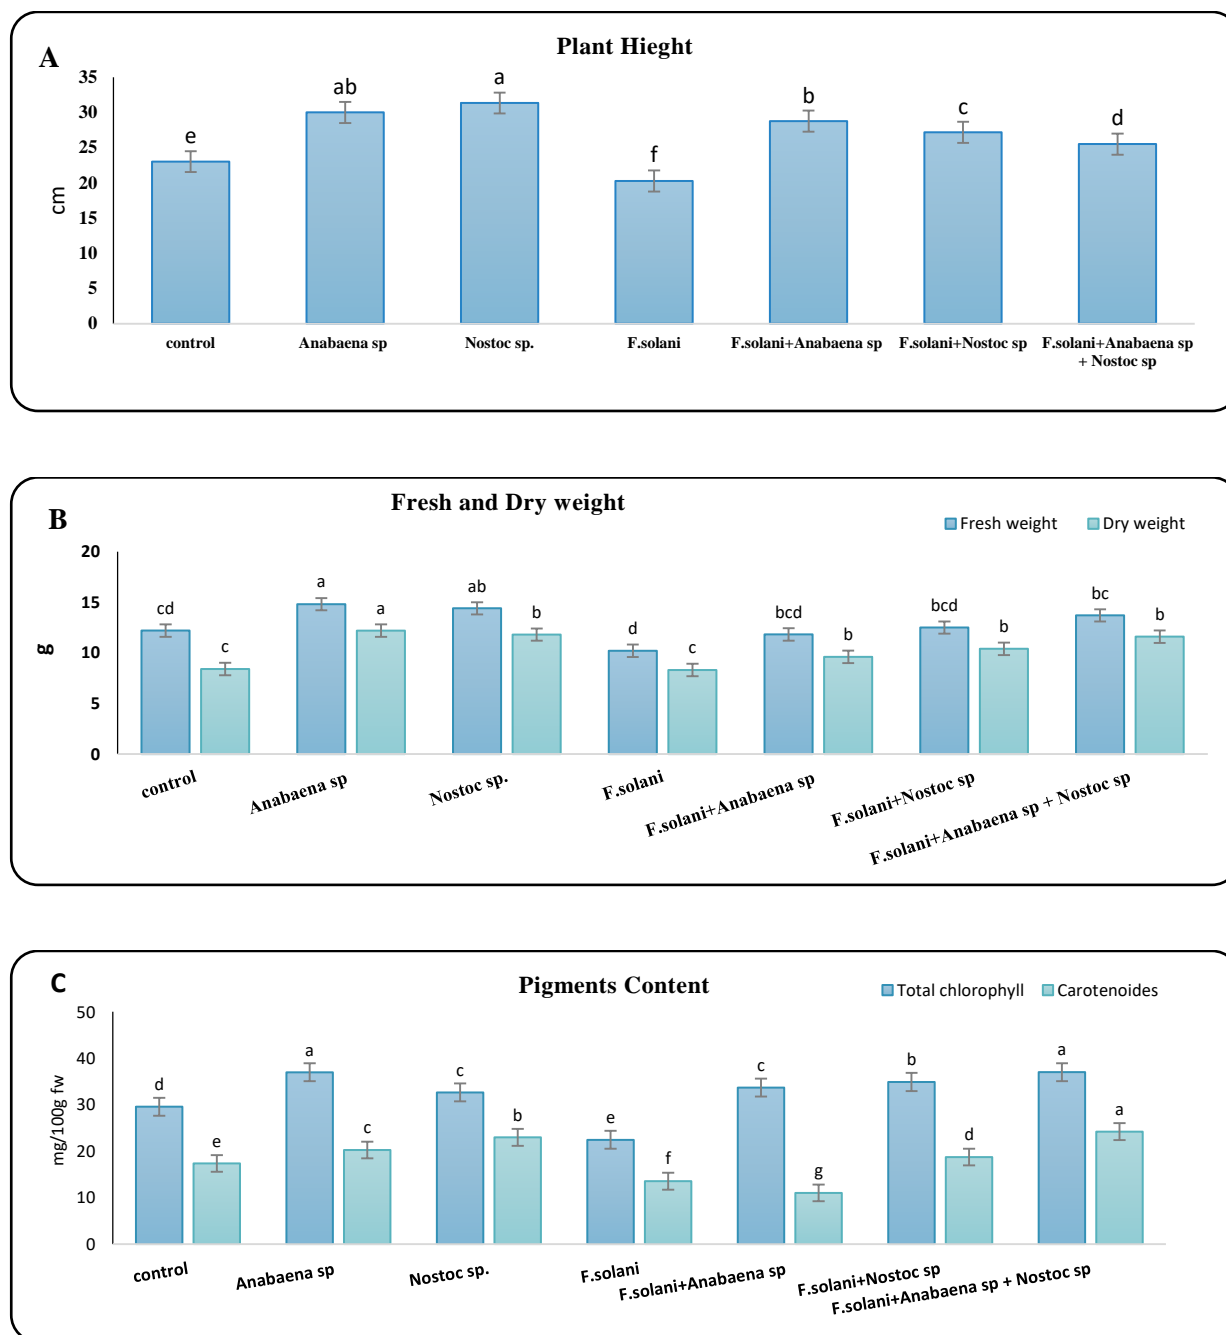 A
Plant Hieght
cm
35
30
25
20
15
10
5
0
e
ab
a
f
b
c
d
control
Anabaena sp
Nostoc sp.
F.solani
F.solani+Anabaena sp
F.solani+Nostoc sp
F.solani+Anabaena sp
+ Nostoc sp
B
Fresh and Dry weight
Fresh weight
Dry weight
g
20
15
10
5
0
cd
c
a
a
ab
b
d
c
bcd
b
bcd
b
bc
b
control
Anabaena sp
Nostoc sp.
F.solani
F.solani+Anabaena sp
F.solani+Nostoc sp
F.solani+Anabaena sp + Nostoc sp
C
Pigments Content
Total chlorophyll
Carotenoides
mg/100g fw
50
40
30
20
10
0
d
e
a
c
c
b
e
f
c
g
b
d
a
a
control
Anabaena sp
Nostoc sp.
F.solani
F.solani+Anabaena sp
F.solani+Nostoc sp
F.solani+Anabaena sp + Nostoc sp